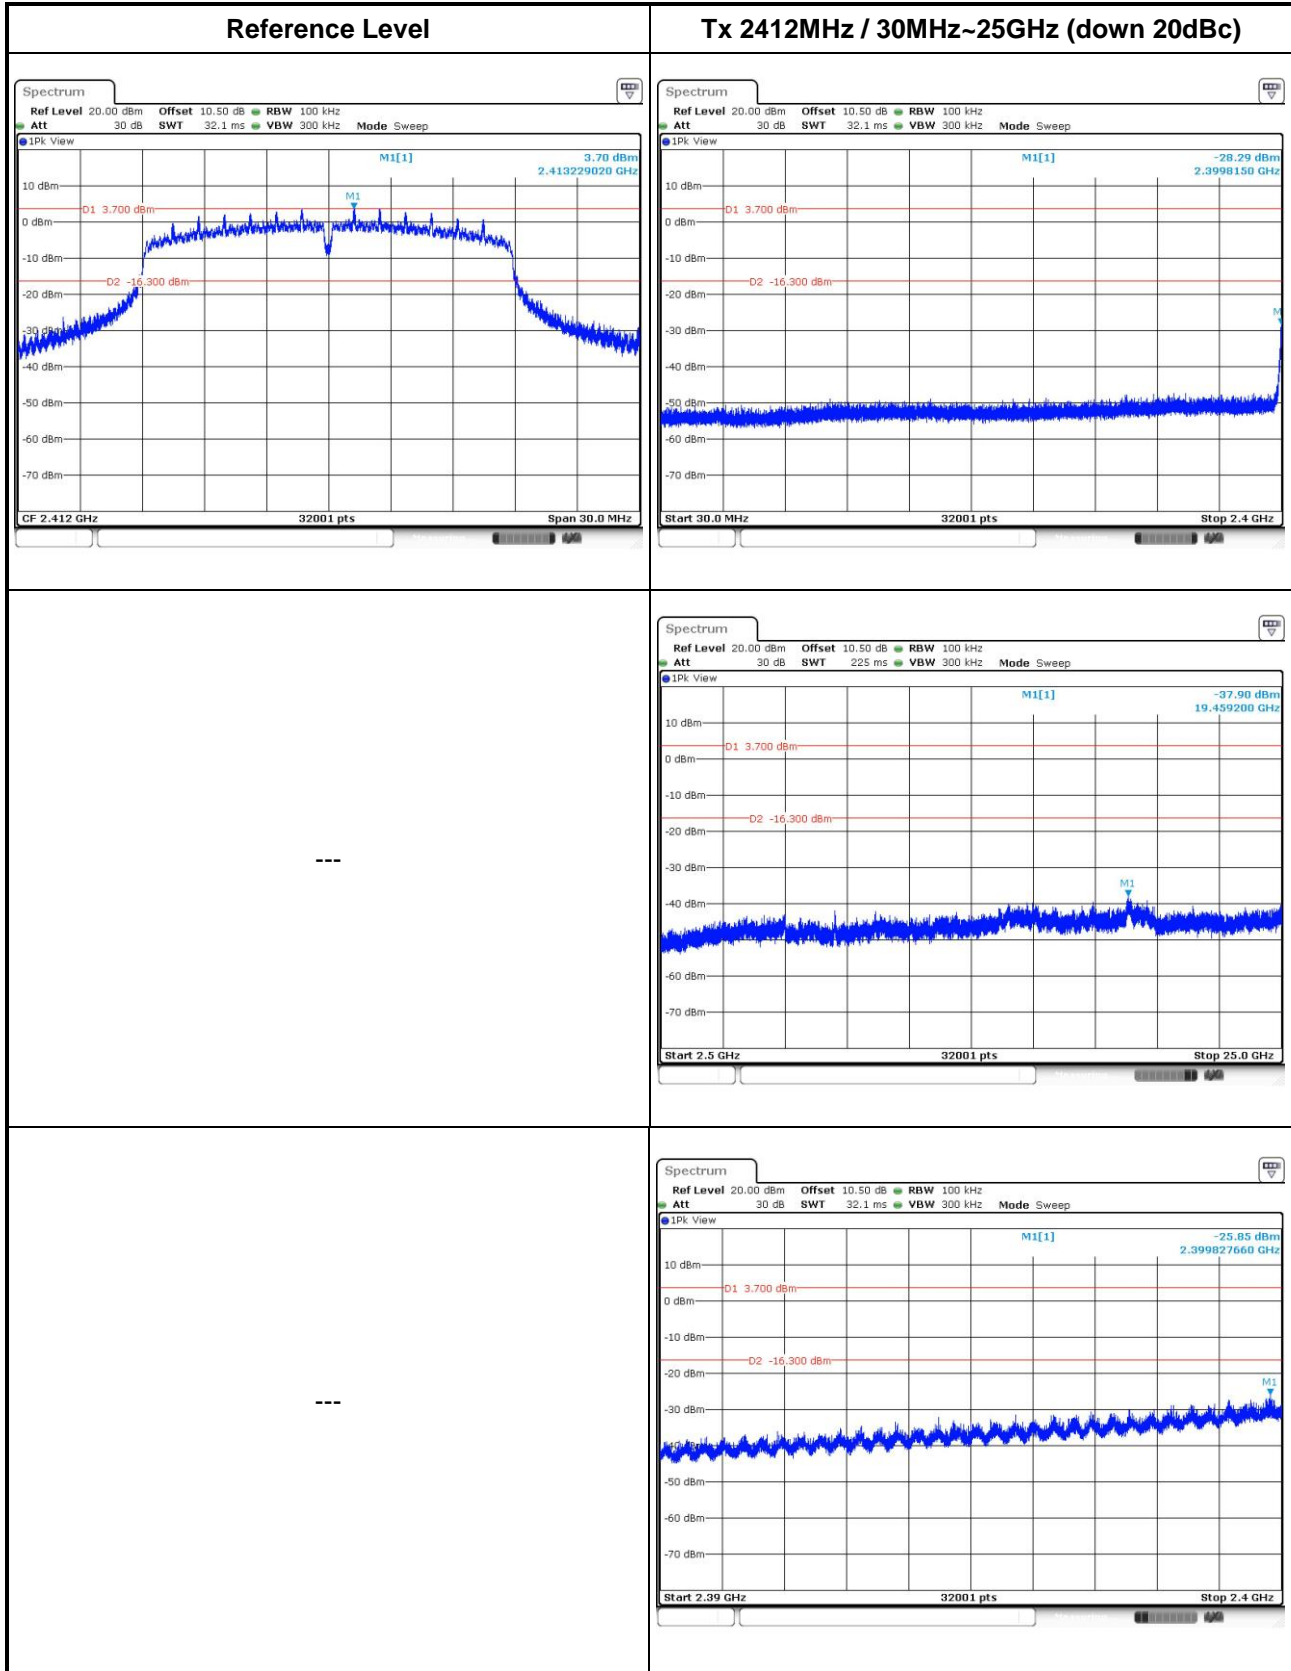 Reference Level
Tx 2412MHz / 30MHz~25GHz (down 20dBc)
Spectrum
Ref Level 20.00 dBm Offset 10.50 dB RBW 100 kHz
Att 30 dB SWT 32.1 ms VBW 300 kHz Mode Sweep
1Pk View
M1[1] 3.70 dBm
2.413229020 GHz
10 dBm
M1
D1 3.700 dBm
0 dBm
-10 dBm
D2 -16.300 dBm
-20 dBm
-30 dBm
-40 dBm
-50 dBm
-60 dBm
-70 dBm
CF 2.412 GHz 32001 pts Span 30.0 MHz
Spectrum
Ref Level 20.00 dBm Offset 10.50 dB RBW 100 kHz
Att 30 dB SWT 32.1 ms VBW 300 kHz Mode Sweep
1Pk View
M1[1] -28.29 dBm
2.3998150 GHz
10 dBm
D1 3.700 dBm
0 dBm
-10 dBm
D2 -16.300 dBm
-20 dBm
M
-30 dBm
-40 dBm
-50 dBm
-60 dBm
-70 dBm
Start 30.0 MHz 32001 pts Stop 2.4 GHz
---
Spectrum
Ref Level 20.00 dBm Offset 10.50 dB RBW 100 kHz
Att 30 dB SWT 225 ms VBW 300 kHz Mode Sweep
1Pk View
M1[1] -37.90 dBm
19.459200 GHz
10 dBm
D1 3.700 dBm
0 dBm
-10 dBm
D2 -16.300 dBm
-20 dBm
-30 dBm
M1
-40 dBm
-60 dBm
-70 dBm
Start 2.5 GHz 32001 pts Stop 25.0 GHz
---
Spectrum
Ref Level 20.00 dBm Offset 10.50 dB RBW 100 kHz
Att 30 dB SWT 32.1 ms VBW 300 kHz Mode Sweep
1Pk View
M1[1] -25.85 dBm
2.399827660 GHz
10 dBm
D1 3.700 dBm
0 dBm
-10 dBm
D2 -16.300 dBm
-20 dBm
M1
-30 dBm
-50 dBm
-60 dBm
-70 dBm
Start 2.39 GHz 32001 pts Stop 2.4 GHz